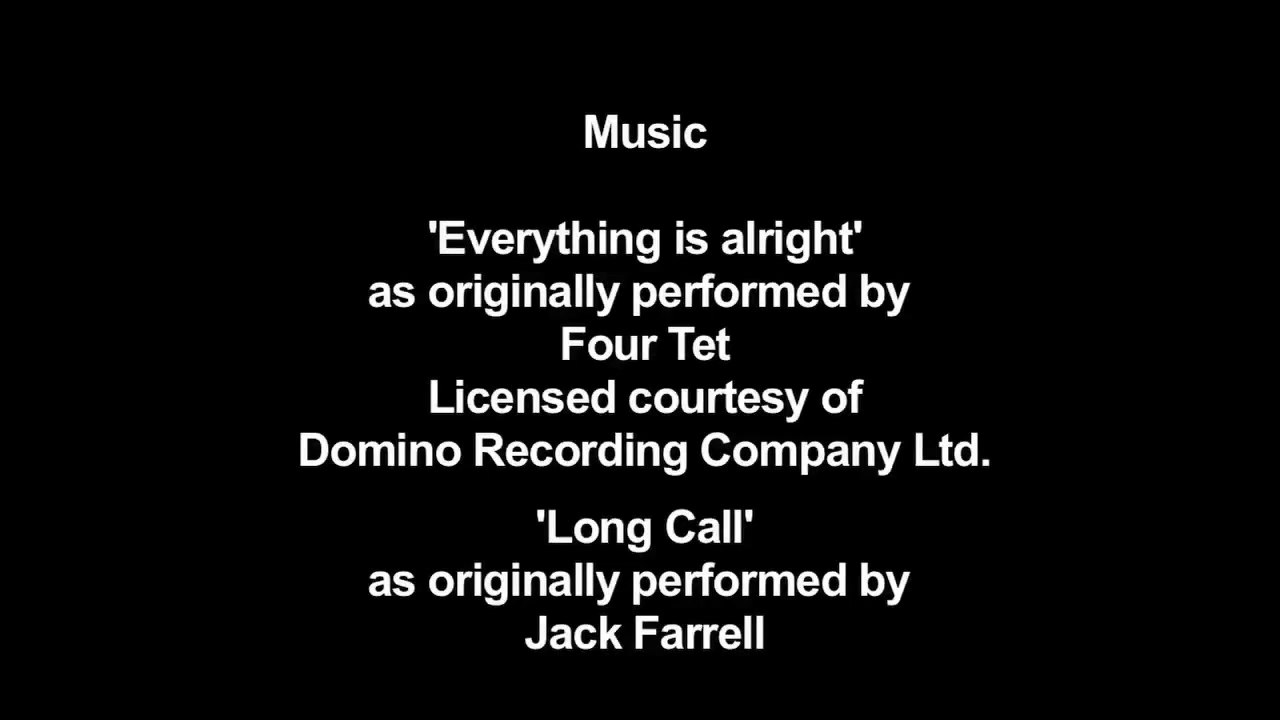 Music
'Everything is alright'
as originally performed by
Four Tet
Licensed courtesy of
Domino Recording Company Ltd.
'Long Call'
as originally performed by
Jack Farrell